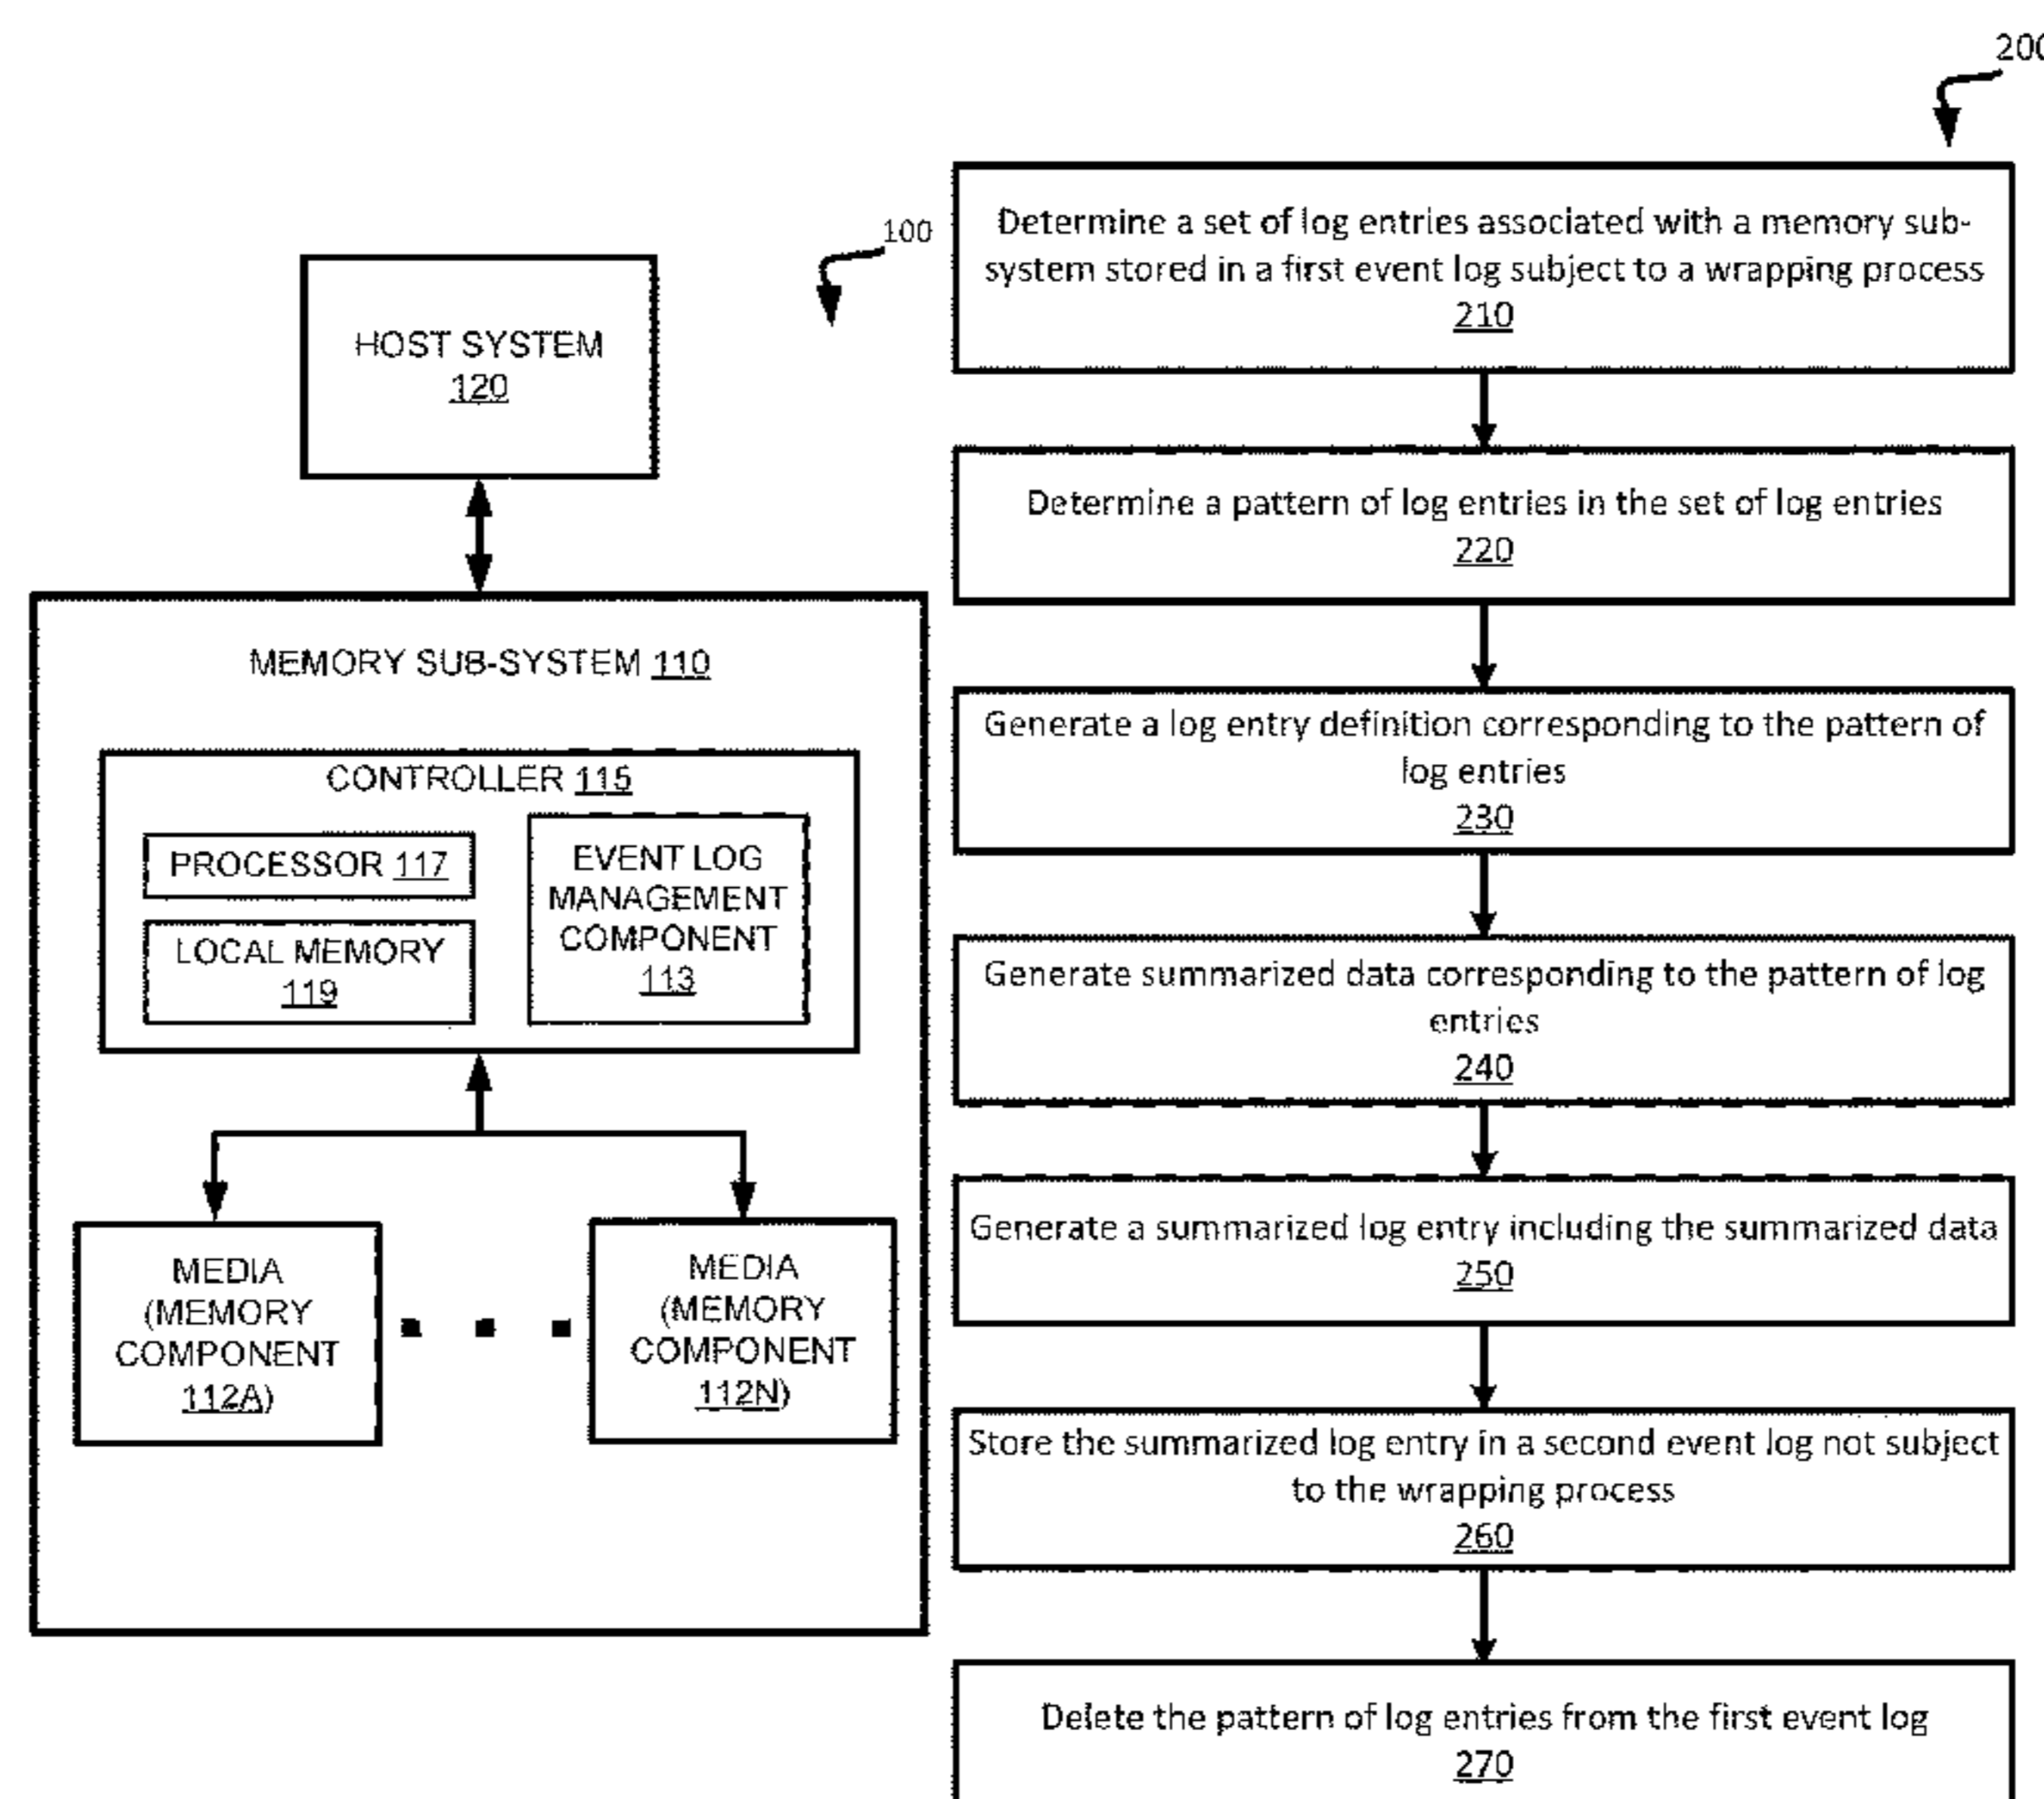 100
HOST SYSTEM
120
MEMORY SUB-SYSTEM 110
CONTROLLER 115
PROCESSOR 117
LOCAL MEMORY
119
EVENT LOG
MANAGEMENT
COMPONENT
113
MEDIA
(MEMORY
COMPONENT
112A)
MEDIA
(MEMORY
COMPONENT
112N)
200
Determine a set of log entries associated with a memory sub-
system stored in a first event log subject to a wrapping process
210
Determine a pattern of log entries in the set of log entries
220
Generate a log entry definition corresponding to the pattern of
log entries
230
Generate summarized data corresponding to the pattern of log
entries
240
Generate a summarized log entry including the summarized data
250
Store the summarized log entry in a second event log not subject
to the wrapping process
260
Delete the pattern of log entries from the first event log
270